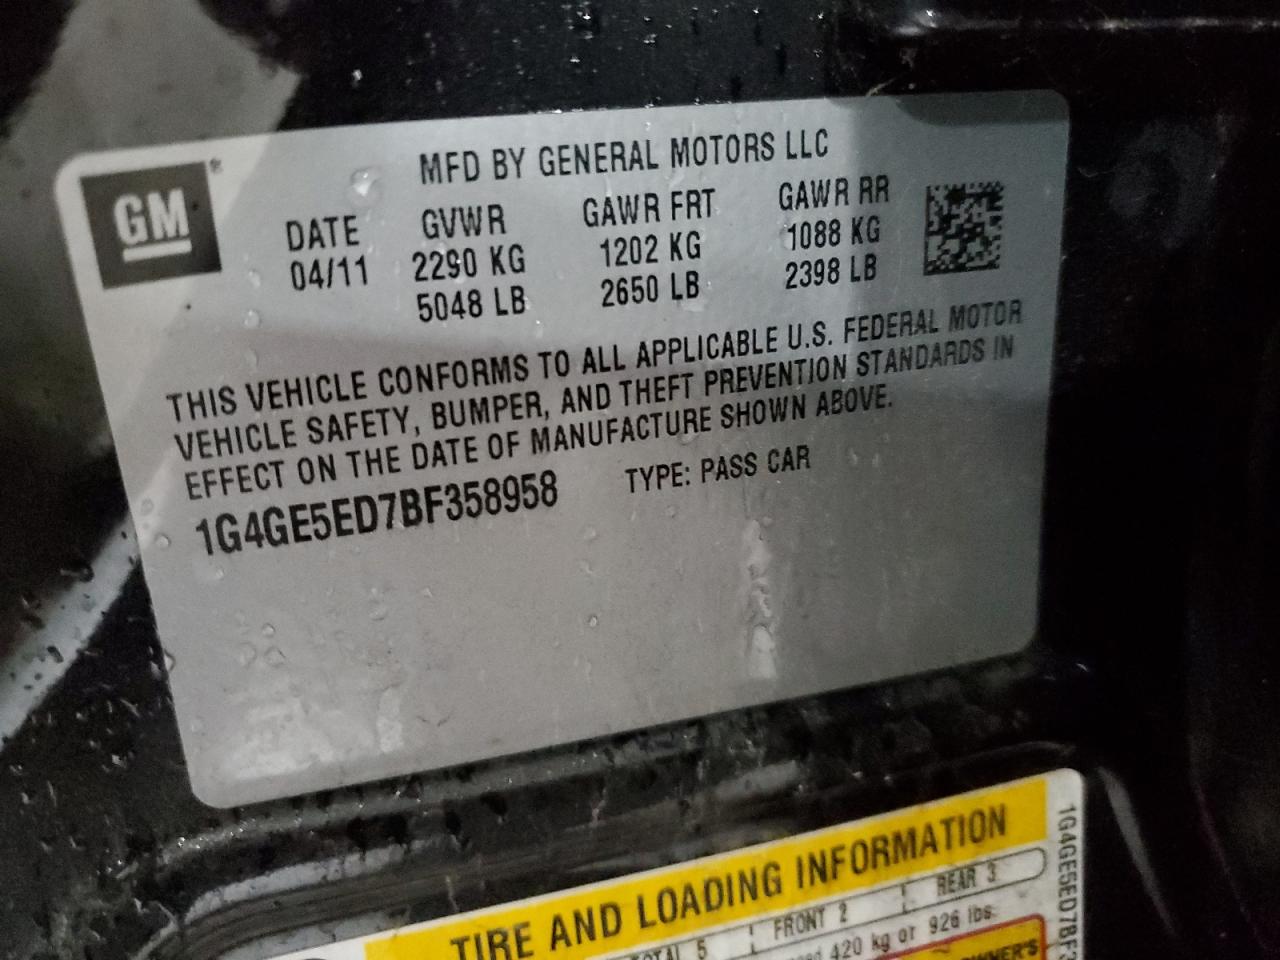 GM ®
MFD BY GENERAL MOTORS LLC
DATE GVWR GAWR FRT GAWR RR
04/11 2290 KG 1202 KG 1088 KG
5048 LB 2650 LB 2398 LB
THIS VEHICLE CONFORMS TO ALL APPLICABLE U.S. FEDERAL MOTOR
VEHICLE SAFETY, BUMPER, AND THEFT PREVENTION STANDARDS IN
EFFECT ON THE DATE OF MANUFACTURE SHOWN ABOVE.
1G4GE5ED7BF358958 TYPE: PASS CAR
TIRE AND LOADING INFORMATION
TOTAL 5 FRONT 2 REAR 3
420 kg or 926 lbs.
1G4GE5ED7BF3